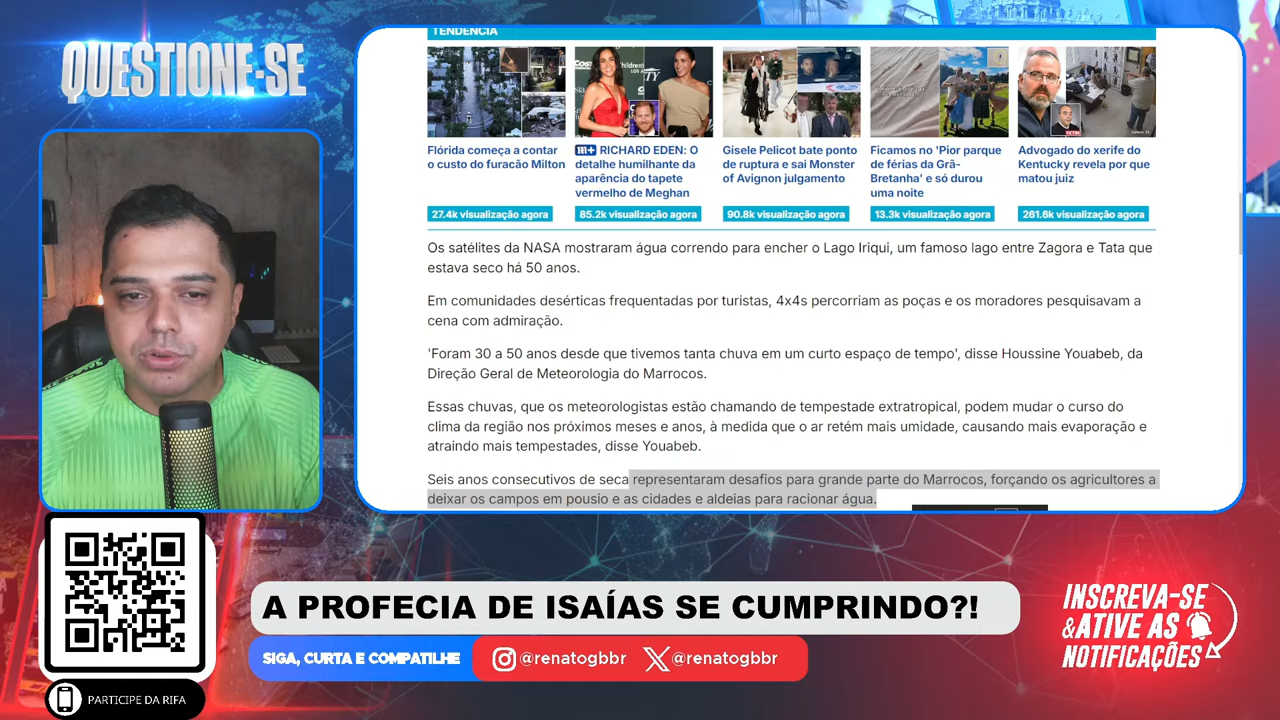 QUESTIONE-SE
TENDÊNCIA
Flórida começa a contar
o custo do furacão Milton
27.4k visualização agora
m+ RICHARD EDEN: O
detalhe humilhante da
aparência do tapete
vermelho de Meghan
85.2k visualização agora
Gisele Pelicot bate ponto
de ruptura e sai Monster
of Avignon julgamento
90.8k visualização agora
Ficamos no 'Pior parque
de férias da Grã-
Bretanha' e só durou
uma noite
13.3k visualização agora
Advogado do xerife do
Kentucky revela por que
matou juiz
261.6k visualização agora
Os satélites da NASA mostraram água correndo para encher o Lago Iriqui, um famoso lago entre Zagora e Tata que
estava seco há 50 anos.
Em comunidades desérticas frequentadas por turistas, 4x4s percorriam as poças e os moradores pesquisavam a
cena com admiração.
'Foram 30 a 50 anos desde que tivemos tanta chuva em um curto espaço de tempo', disse Houssine Youabeb, da
Direção Geral de Meteorologia do Marrocos.
Essas chuvas, que os meteorologistas estão chamando de tempestade extratropical, podem mudar o curso do
clima da região nos próximos meses e anos, à medida que o ar retém mais umidade, causando mais evaporação e
atraindo mais tempestades, disse Youabeb.
Seis anos consecutivos de seca representaram desafios para grande parte do Marrocos, forçando os agricultores a
deixar os campos em pousio e as cidades e aldeias para racionar água.
A PROFECIA DE ISAÍAS SE CUMPRINDO?!
SIGA, CURTA E COMPATILHE
@renatogbbr
@renatogbbr
INSCREVA-SE
&ATIVE AS
NOTIFICAÇÕES
PARTICIPE DA RIFA